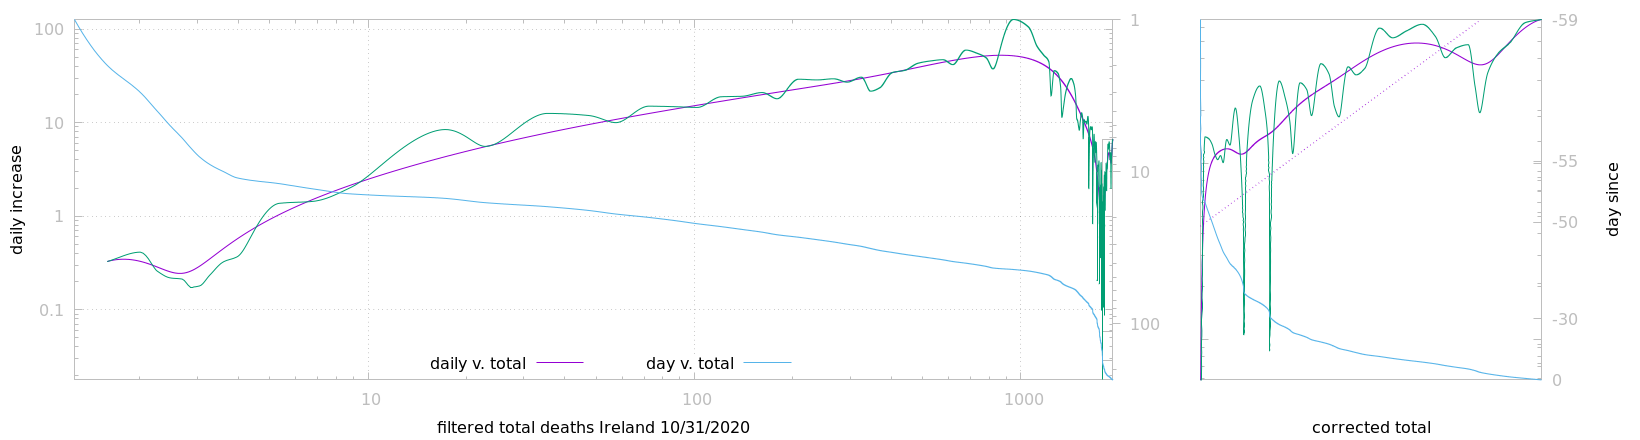 100
10
1
0.1
daily increase
daily v. total
day v. total
10
100
1000
filtered total deaths Ireland 10/31/2020
1
10
100
-59
-55
-50
-30
0
day since
corrected total